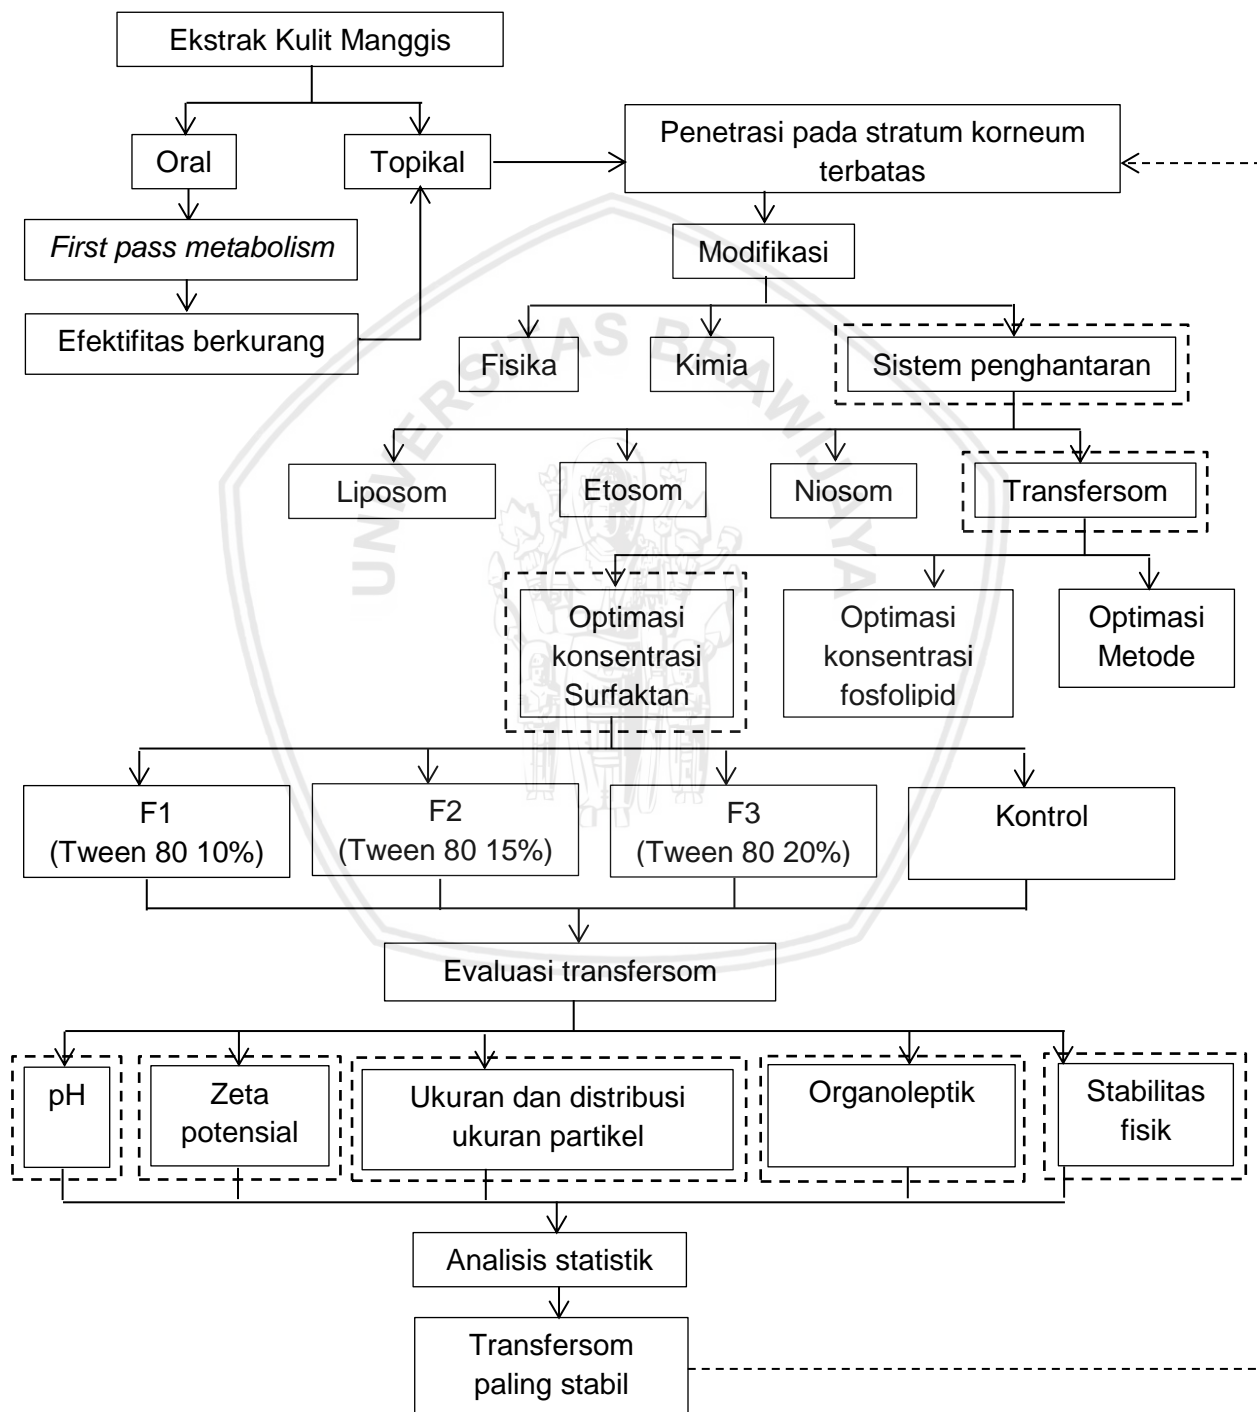 Ekstrak Kulit Manggis
Oral
Topikal
Penetrasi pada stratum korneum
terbatas
First pass metabolism
Modifikasi
Efektifitas berkurang
Fisika
Kimia
Sistem penghantaran
Liposom
Etosom
Niosom
Transfersom
Optimasi
konsentrasi
Surfaktan
Optimasi
konsentrasi
fosfolipid
Optimasi
Metode
F1
(Tween 80 10%)
F2
(Tween 80 15%)
F3
(Tween 80 20%)
Kontrol
Evaluasi transfersom
pH
Zeta
potensial
Ukuran dan distribusi
ukuran partikel
Organoleptik
Stabilitas
fisik
Analisis statistik
Transfersom
paling stabil
UNIVERSITAS BRAWIJAYA